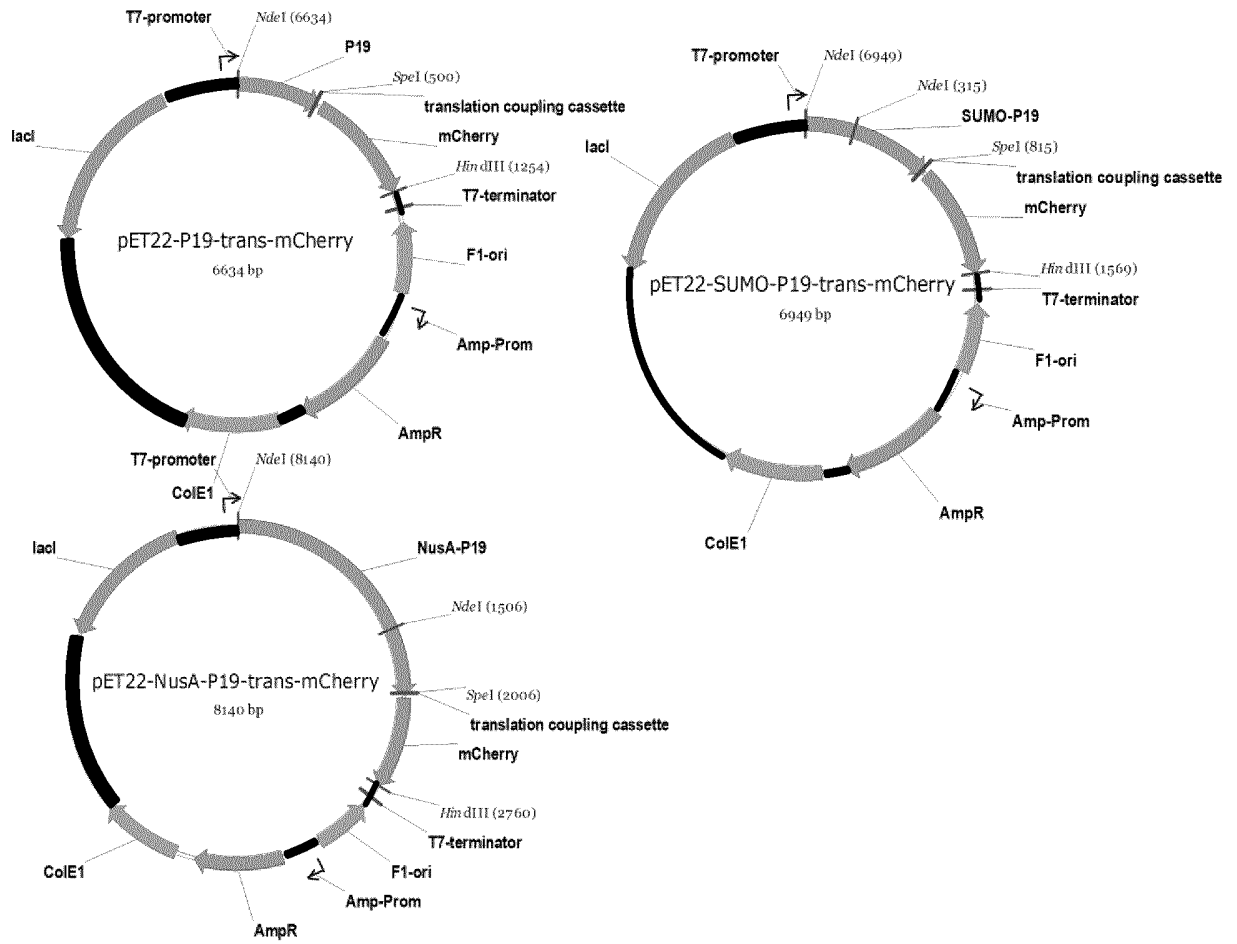 T7-promoter
NdeI (6634)
P19
SpeI (500)
translation coupling cassette
mCherry
HindIII (1254)
T7-terminator
F1-ori
Amp-Prom
AmpR
ColE1
lacI
pET22-P19-trans-mCherry
6634 bp
T7-promoter
NdeI (6949)
NdeI (315)
SUMO-P19
SpeI (815)
translation coupling cassette
mCherry
HindIII (1569)
T7-terminator
F1-ori
Amp-Prom
AmpR
ColE1
lacI
pET22-SUMO-P19-trans-mCherry
6949 bp
T7-promoter
NdeI (8140)
NusA-P19
NdeI (1506)
SpeI (2006)
translation coupling cassette
mCherry
HindIII (2760)
T7-terminator
F1-ori
Amp-Prom
AmpR
ColE1
lacI
pET22-NusA-P19-trans-mCherry
8140 bp